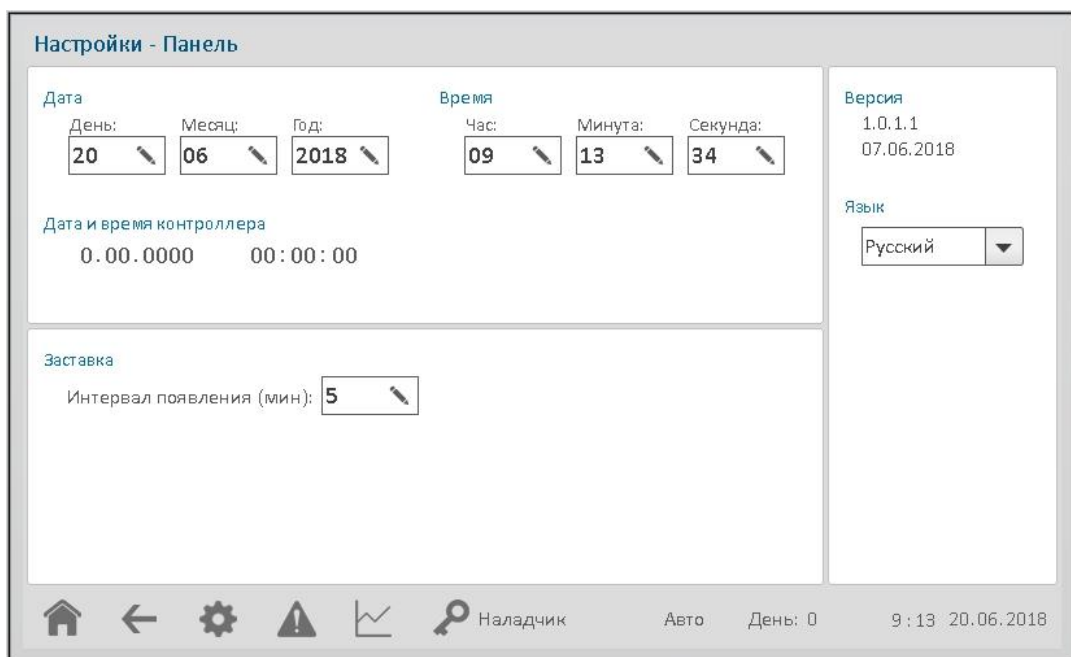 Настройки - Панель
Дата
День: Месяц: Год:
20 06 2018
Время
Час: Минута: Секунда:
09 13 34
Дата и время контроллера
0.00.0000 00:00:00
Версия
1.0.1.1
07.06.2018
Язык
Русский
Заставка
Интервал появления (мин): 5
Наладчик Авто День: 0 9:13 20.06.2018